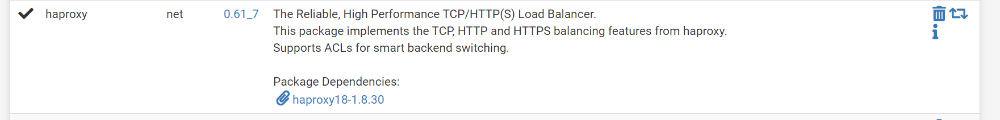 haproxy net 0.61_7 The Reliable, High Performance TCP/HTTP(S) Load Balancer.
This package implements the TCP, HTTP and HTTPS balancing features from haproxy.
Supports ACLs for smart backend switching.
Package Dependencies:
haproxy18-1.8.30